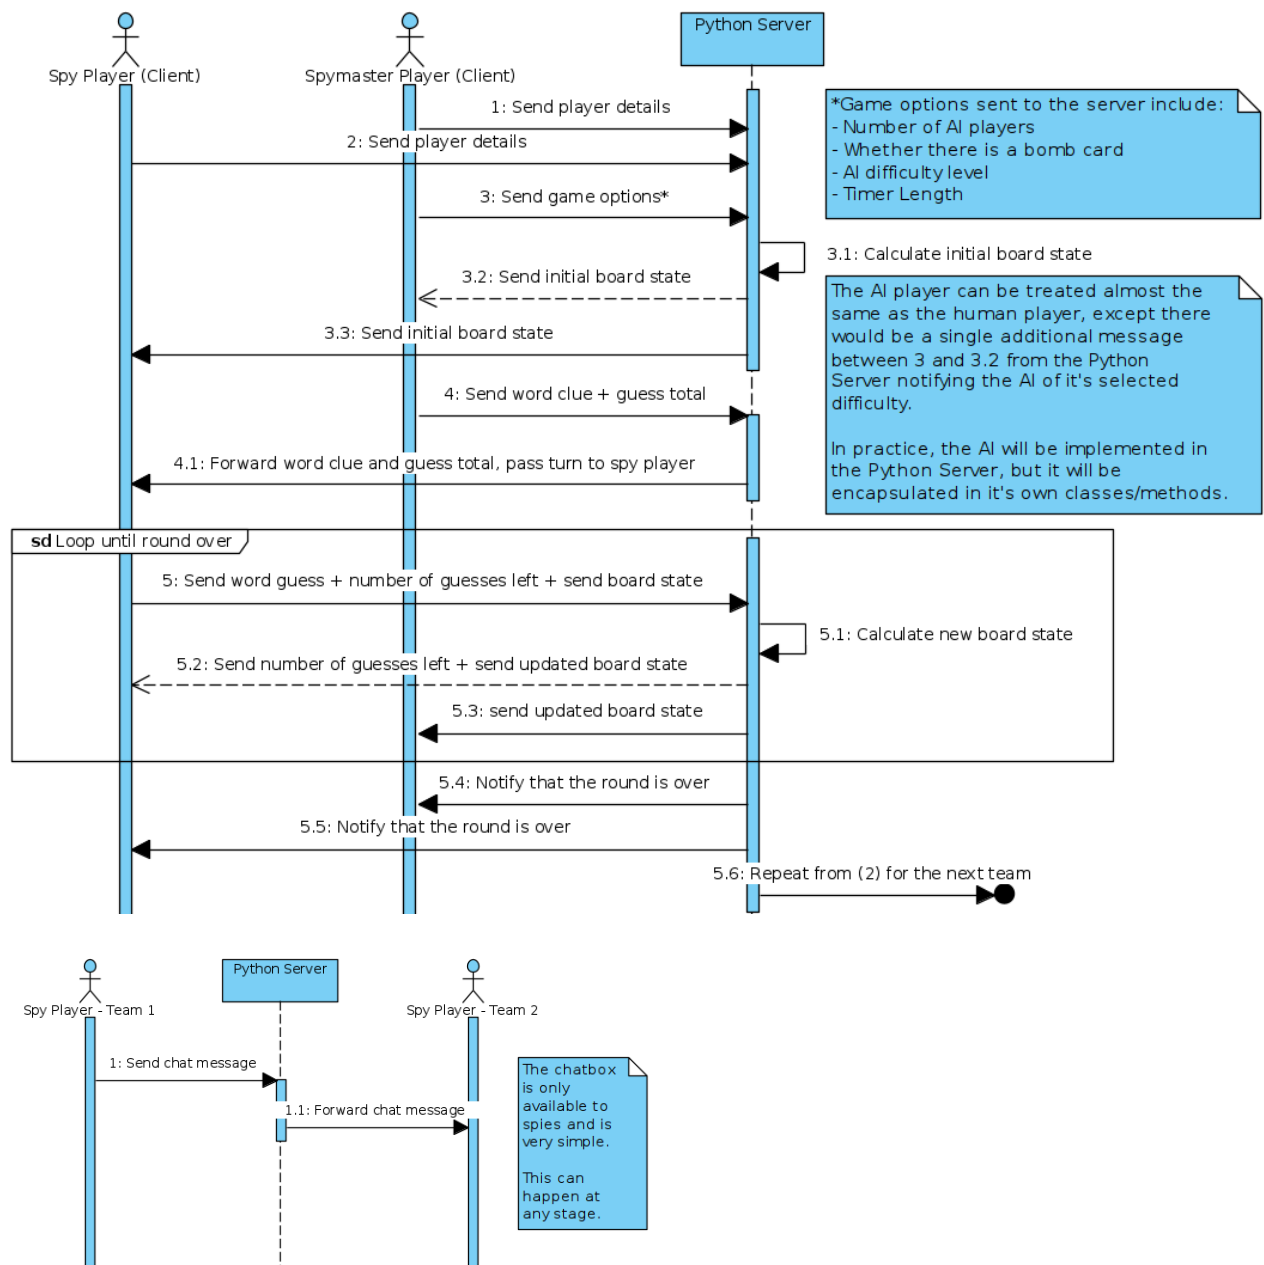 Spy Player (Client)
Spymaster Player (Client)
Python Server
1: Send player details
2: Send player details
3: Send game options*
*Game options sent to the server include:
- Number of AI players
- Whether there is a bomb card
- AI difficulty level
- Timer Length
3.1: Calculate initial board state
3.2: Send initial board state
3.3: Send initial board state
The AI player can be treated almost the
same as the human player, except there
would be a single additional message
between 3 and 3.2 from the Python
Server notifying the AI of it's selected
difficulty.
In practice, the AI will be implemented in
the Python Server, but it will be
encapsulated in it's own classes/methods.
4: Send word clue + guess total
4.1: Forward word clue and guess total, pass turn to spy player
sd Loop until round over
5: Send word guess + number of guesses left + send board state
5.1: Calculate new board state
5.2: Send number of guesses left + send updated board state
5.3: send updated board state
5.4: Notify that the round is over
5.5: Notify that the round is over
5.6: Repeat from (2) for the next team
Spy Player - Team 1
Python Server
Spy Player - Team 2
1: Send chat message
1.1: Forward chat message
The chatbox
is only
available to
spies and is
very simple.
This can
happen at
any stage.